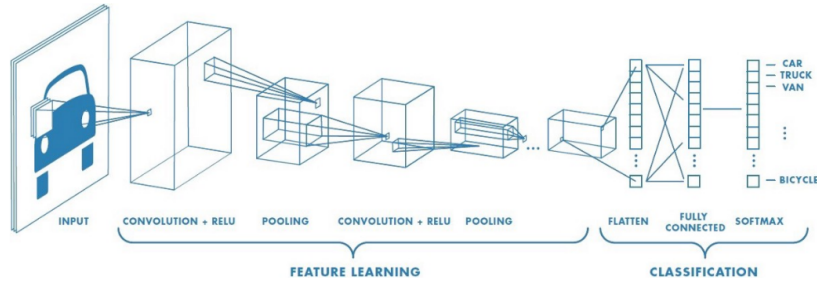 CAR
TRUCK
VAN
BICYCLE
INPUT
CONVOLUTION + RELU
POOLING
CONVOLUTION + RELU
POOLING
FLATTEN
FULLY
CONNECTED
SOFTMAX
FEATURE LEARNING
CLASSIFICATION